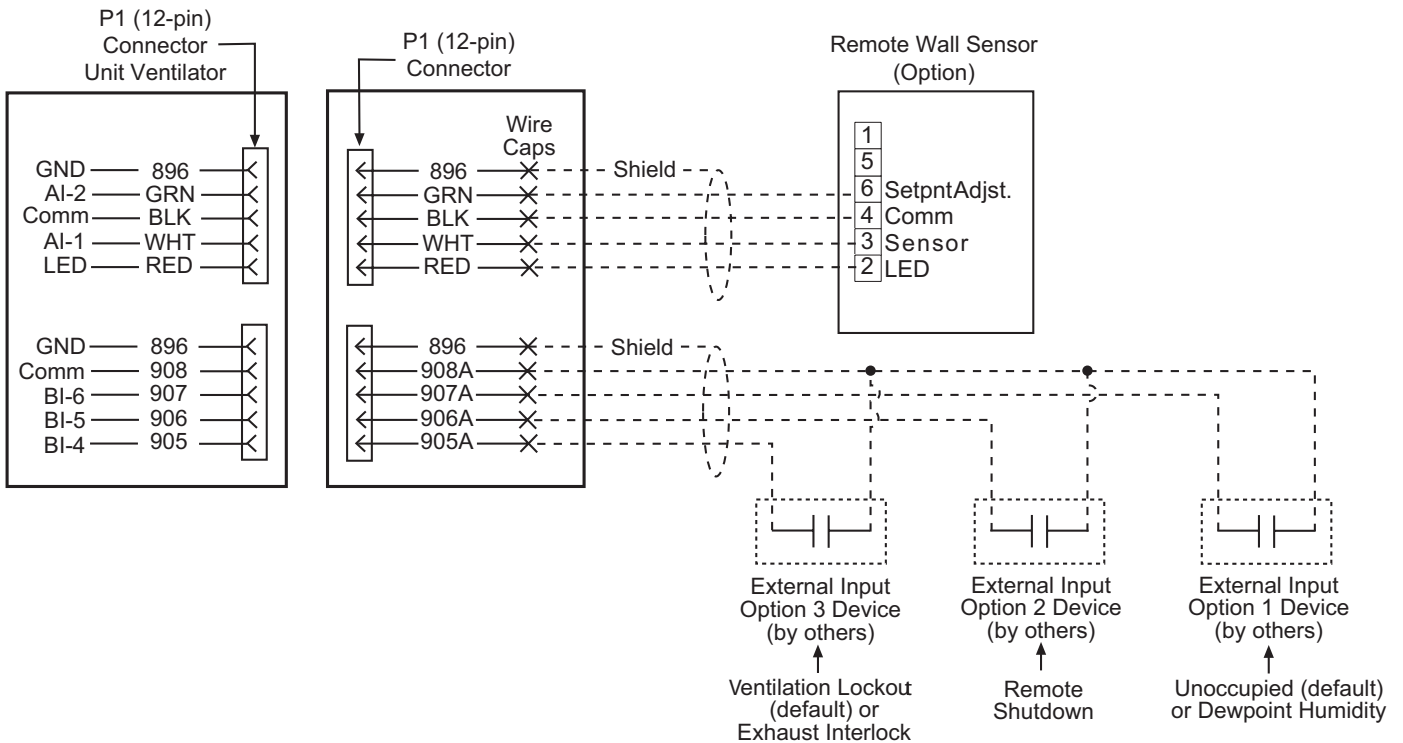 P1 (12-pin)
Connector
Unit Ventilator
P1 (12-pin)
Connector
Remote Wall Sensor
(Option)
GND 896
AI-2 GRN
Comm BLK
AI-1 WHT
LED RED
GND 896
Comm 908
BI-6 907
BI-5 906
BI-4 905
Wire
Caps
896 Shield
GRN
BLK
WHT
RED
896 Shield
908A
907A
906A
905A
1
5
6 SetpntAdjst.
4 Comm
3 Sensor
2 LED
External Input
Option 3 Device
(by others)
Ventilation Lockout
(default) or
Exhaust Interlock
External Input
Option 2 Device
(by others)
Remote
Shutdown
External Input
Option 1 Device
(by others)
Unoccupied (default)
or Dewpoint Humidity